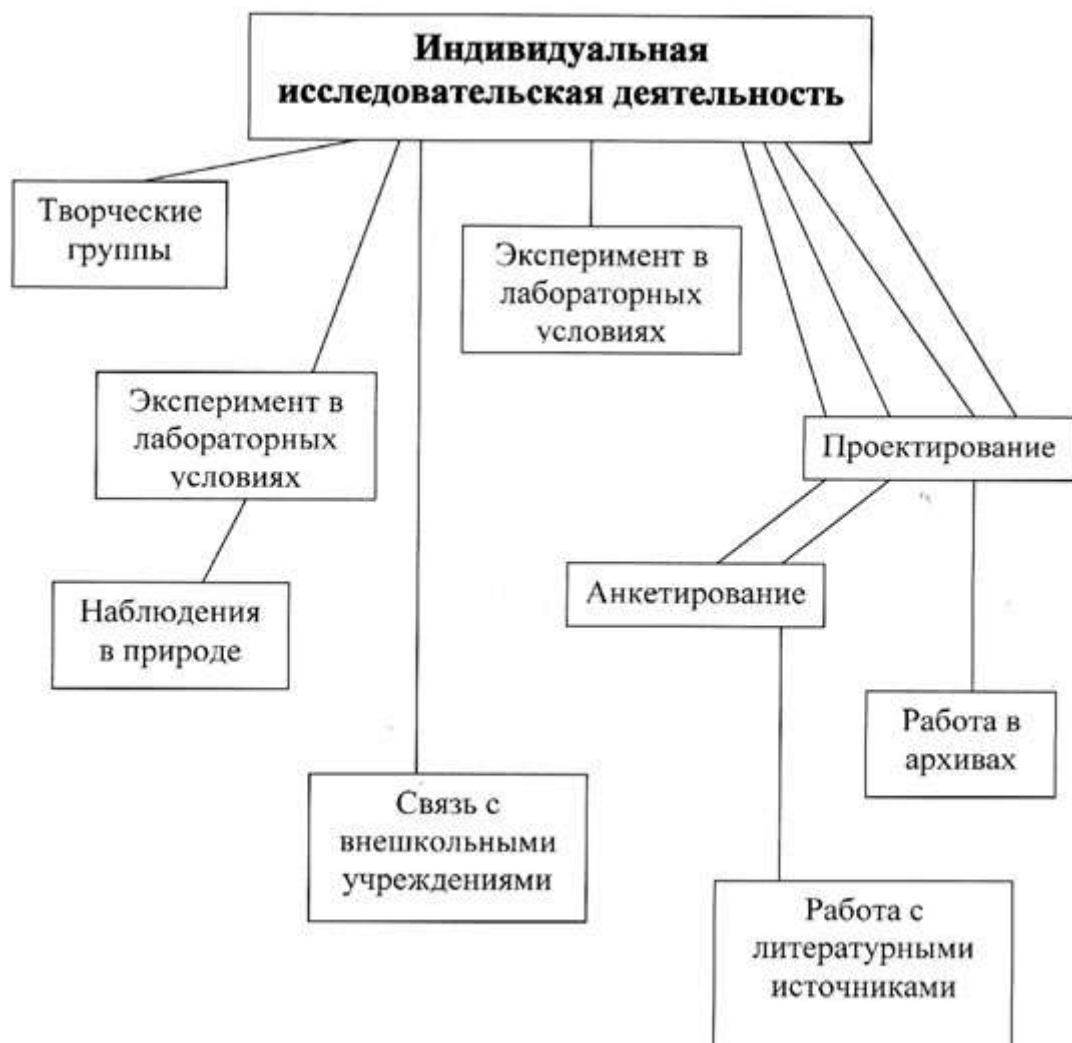 Индивидуальная
исследовательская деятельность
Творческие
группы
Эксперимент в
лабораторных
условиях
Эксперимент в
лабораторных
условиях
Проектирование
Наблюдения
в природе
Анкетирование
Работа в
архивах
Связь с
внешкольными
учреждениями
Работа с
литературными
источниками